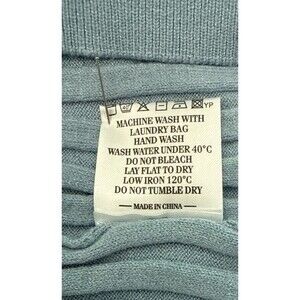 YP
MACHINE WASH WITH
LAUNDRY BAG
HAND WASH
WASH WATER UNDER 40°C
DO NOT BLEACH
LAY FLAT TO DRY
LOW IRON 120°C
DO NOT TUMBLE DRY
— MADE IN CHINA —